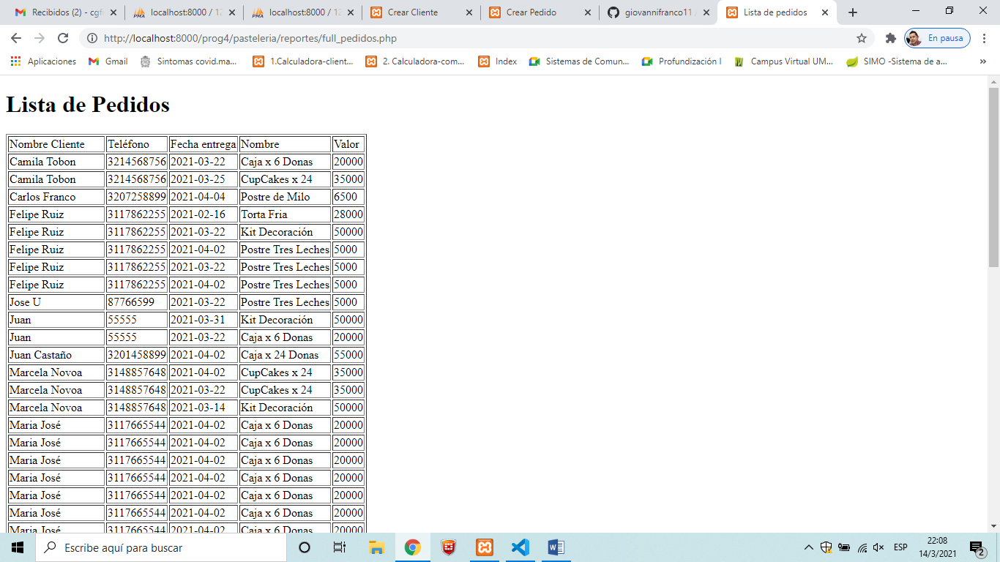 Recibidos (2) - cgf
localhost:8000 / 12
localhost:8000 / 12
Crear Cliente
Crear Pedido
giovannifranco11 /
Lista de pedidos
http://localhost:8000/prog4/pasteleria/reportes/full_pedidos.php
En pausa
Aplicaciones
Gmail
Sintomas covid.ma...
1.Calculadora-client...
2. Calculadora-com...
Index
Sistemas de Comun...
Profundización I
Campus Virtual UM...
SIMO -Sistema de a...
»
Lista de Pedidos
Nombre Cliente Teléfono Fecha entrega Nombre Valor
Camila Tobon 3214568756 2021-03-22 Caja x 6 Donas 20000
Camila Tobon 3214568756 2021-03-25 CupCakes x 24 35000
Carlos Franco 3207258899 2021-04-04 Postre de Milo 6500
Felipe Ruiz 3117862255 2021-02-16 Torta Fria 28000
Felipe Ruiz 3117862255 2021-03-22 Kit Decoración 50000
Felipe Ruiz 3117862255 2021-04-02 Postre Tres Leches 5000
Felipe Ruiz 3117862255 2021-03-22 Postre Tres Leches 5000
Felipe Ruiz 3117862255 2021-04-02 Postre Tres Leches 5000
Jose U 87766599 2021-03-22 Postre Tres Leches 5000
Juan 55555 2021-03-31 Kit Decoración 50000
Juan 55555 2021-03-22 Caja x 6 Donas 20000
Juan Castaño 3201458899 2021-04-02 Caja x 24 Donas 55000
Marcela Novoa 3148857648 2021-04-02 CupCakes x 24 35000
Marcela Novoa 3148857648 2021-03-22 CupCakes x 24 35000
Marcela Novoa 3148857648 2021-03-14 Kit Decoración 50000
Maria José 3117665544 2021-04-02 Caja x 6 Donas 20000
Maria José 3117665544 2021-04-02 Caja x 6 Donas 20000
Maria José 3117665544 2021-04-02 Caja x 6 Donas 20000
Maria José 3117665544 2021-04-02 Caja x 6 Donas 20000
Maria José 3117665544 2021-04-02 Caja x 6 Donas 20000
Maria José 3117665544 2021-04-02 Caja x 6 Donas 20000
Maria José 3117665544 2021-04-02 Caja x 6 Donas 20000
Escribe aquí para buscar
ESP
22:08
14/3/2021
2